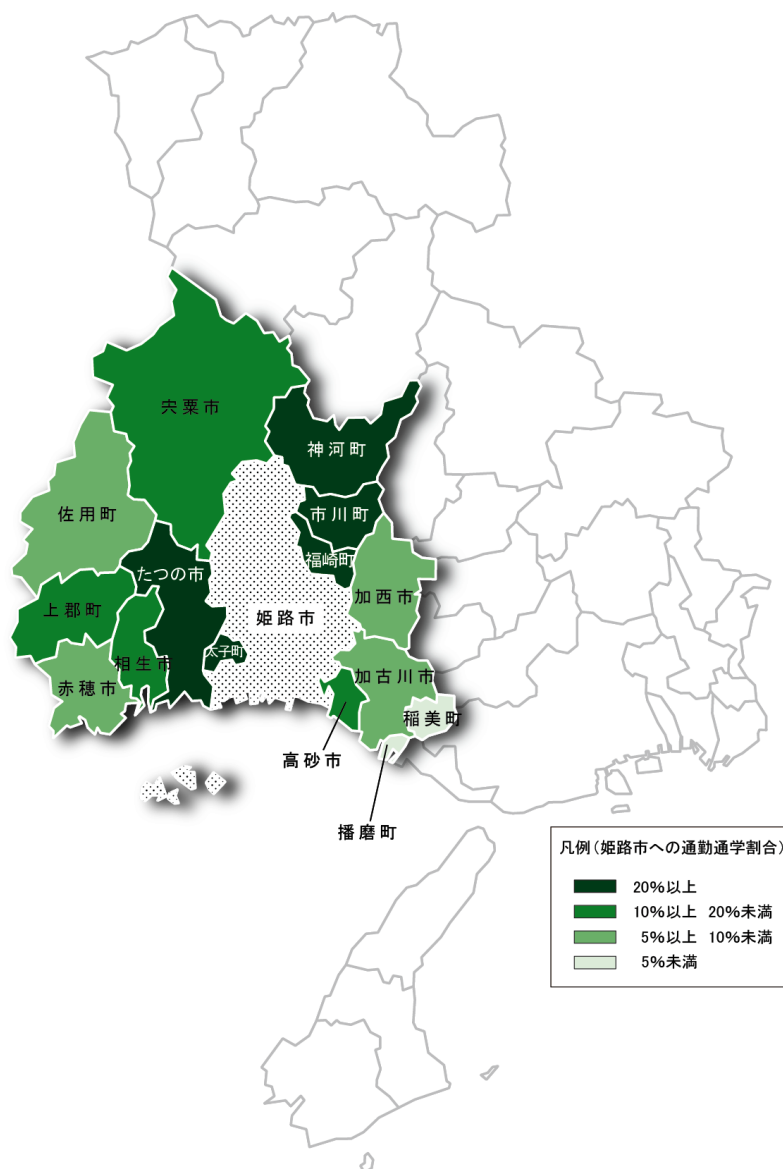 宍粟市
神河町
佐用町
市川町
福崎町
たつの市
加西市
上郡町
姫路市
太子町
相生市
加古川市
赤穂市
稲美町
高砂市
播磨町
凡例(姫路市への通勤通学割合)
20%以上
10%以上 20%未満
5%以上 10%未満
5%未満